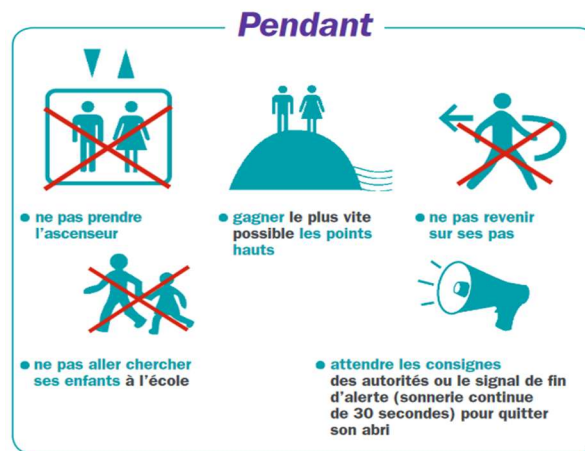 Pendant
● ne pas prendre
l'ascenseur
● gagner le plus vite
possible les points
hauts
● ne pas revenir
sur ses pas
● ne pas aller chercher
ses enfants à l'école
● attendre les consignes
des autorités ou le signal de fin
d'alerte (sonnerie continue
de 30 secondes) pour quitter
son abri